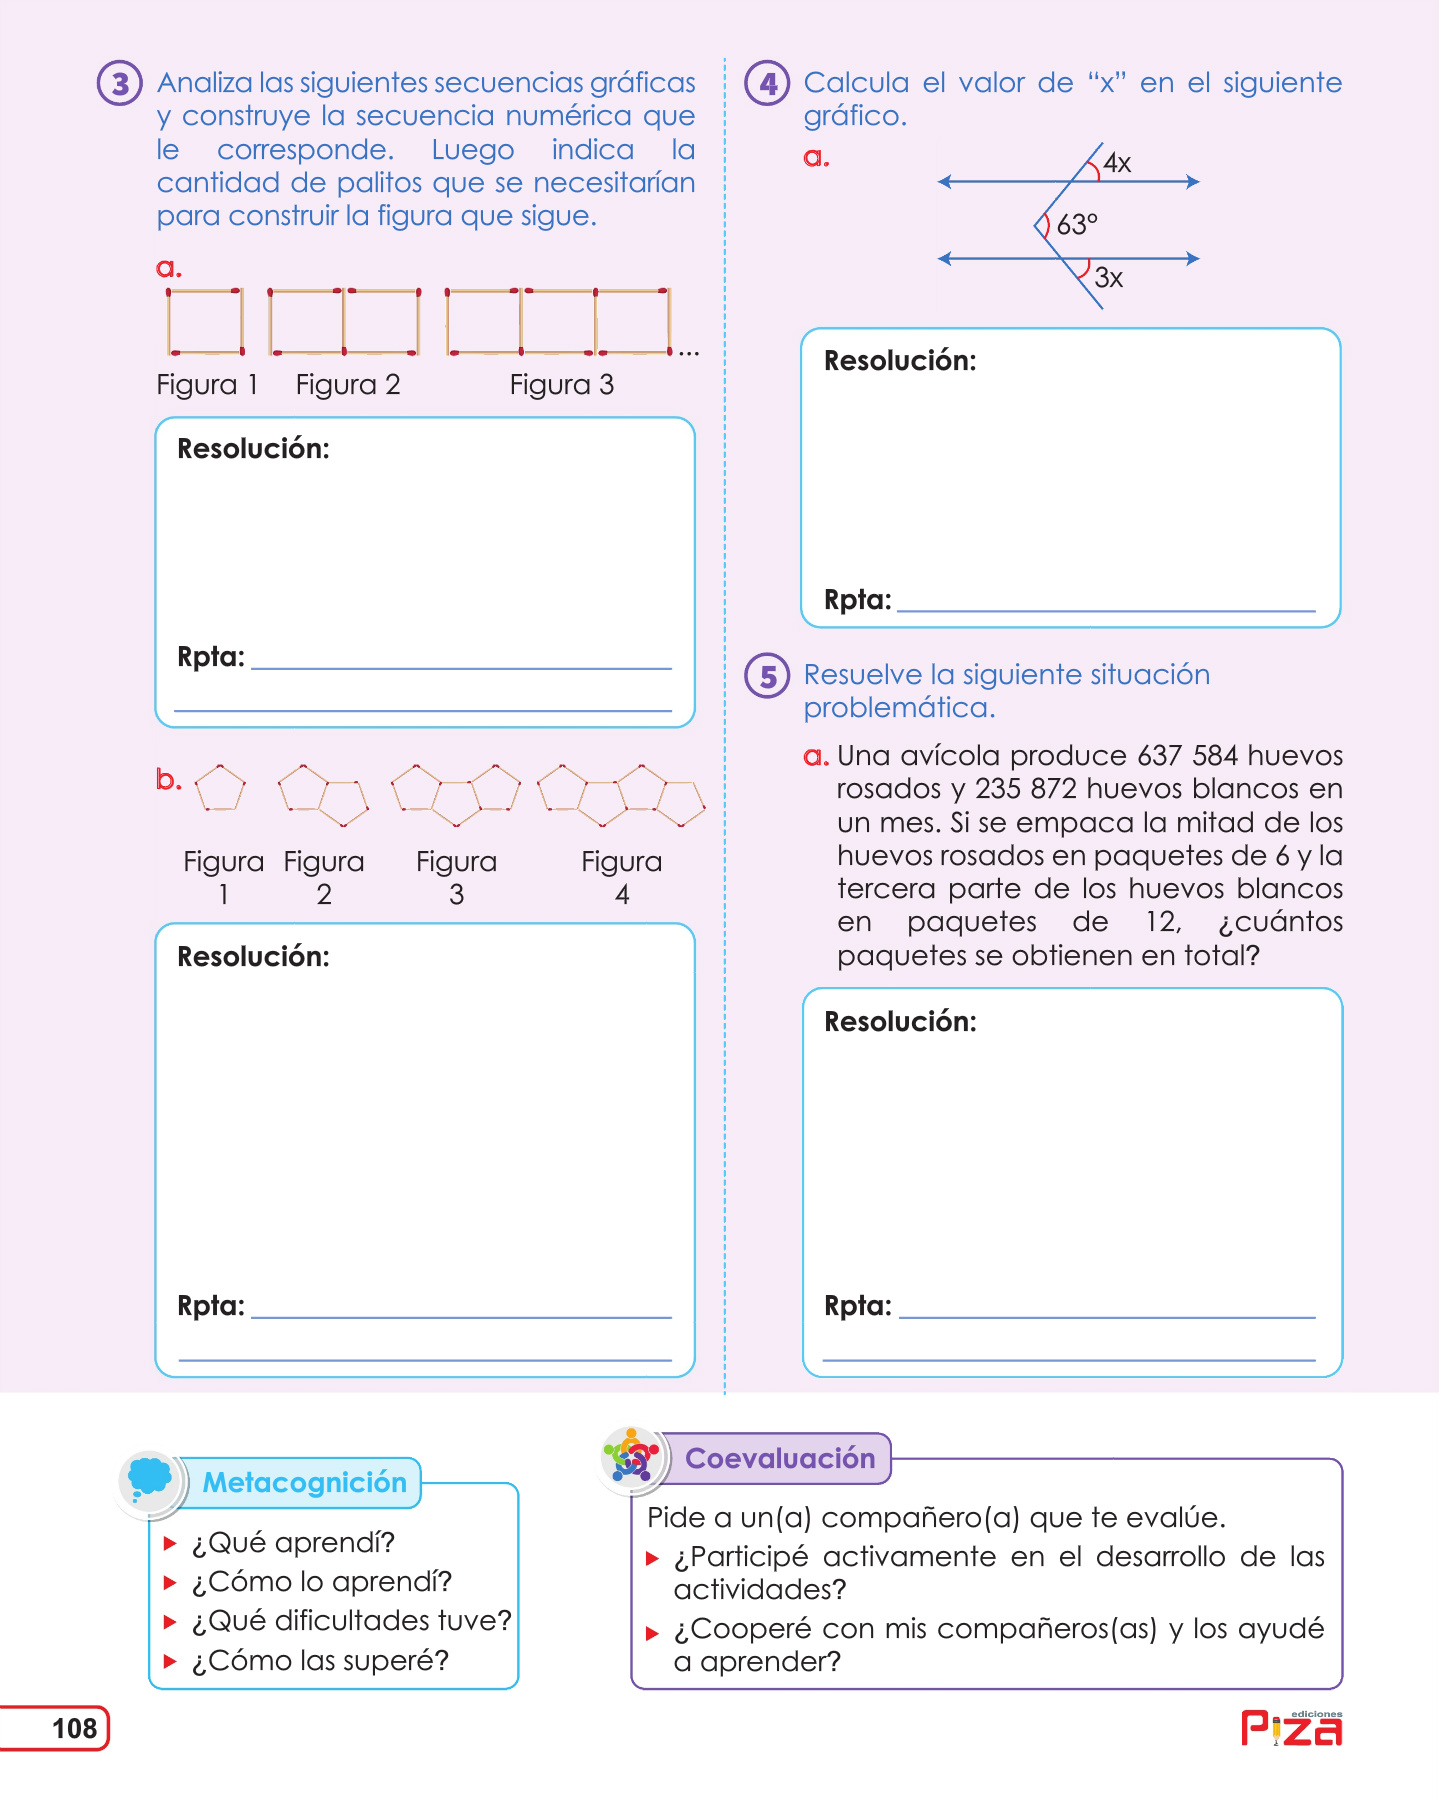 3 Analiza las siguientes secuencias gráficas
y construye la secuencia numérica que
le corresponde. Luego indica la
cantidad de palitos que se necesitarían
para construir la figura que sigue.
a.
...
Figura 1 Figura 2 Figura 3
Resolución:
Rpta:
b.
Figura Figura Figura Figura
1 2 3 4
Resolución:
Rpta:
4 Calcula el valor de “x” en el siguiente
gráfico.
a.
4x
63°
3x
Resolución:
Rpta:
5 Resuelve la siguiente situación
problemática.
a. Una avícola produce 637 584 huevos
rosados y 235 872 huevos blancos en
un mes. Si se empaca la mitad de los
huevos rosados en paquetes de 6 y la
tercera parte de los huevos blancos
en paquetes de 12, ¿cuántos
paquetes se obtienen en total?
Resolución:
Rpta:
Metacognición
¿Qué aprendí?
¿Cómo lo aprendí?
¿Qué dificultades tuve?
¿Cómo las superé?
Coevaluación
Pide a un(a) compañero(a) que te evalúe.
¿Participé activamente en el desarrollo de las
actividades?
¿Cooperé con mis compañeros(as) y los ayudé
a aprender?
108
ediciones
Piza